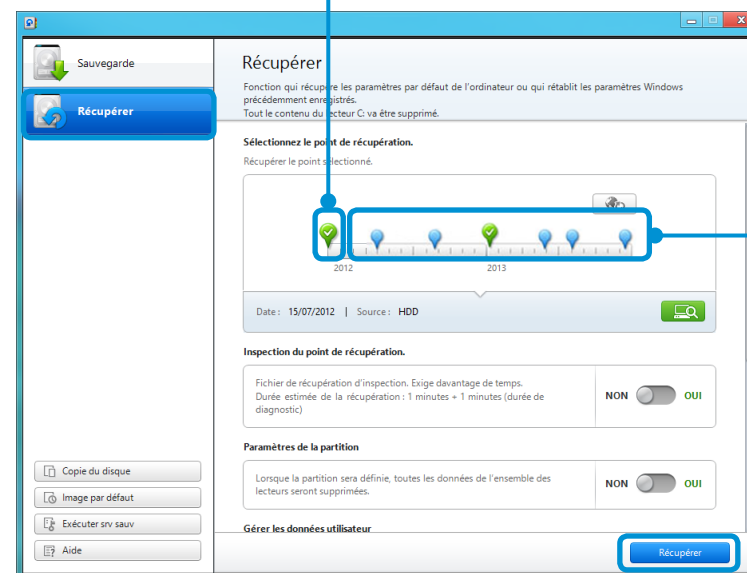 Sauvegarde
Récupérer
Récupérer
Fonction qui récupère les paramètres par défaut de l'ordinateur ou qui rétablit les paramètres Windows
précédemment enregistrés.
Tout le contenu du lecteur C: va être supprimé.
Sélectionnez le point de récupération.
Récupérer le point sélectionné.
2012
2013
Date : 15/07/2012 | Source : HDD
Inspection du point de récupération.
Fichier de récupération d'inspection. Exige davantage de temps.
Durée estimée de la récupération : 1 minutes + 1 minutes (durée de
diagnostic)
NON OUI
Paramètres de la partition
Lorsque la partition sera définie, toutes les données de l'ensemble des
lecteurs seront supprimées.
NON OUI
Gérer les données utilisateur
Copie du disque
Image par défaut
Exécuter srv sauv
Aide
Récupérer